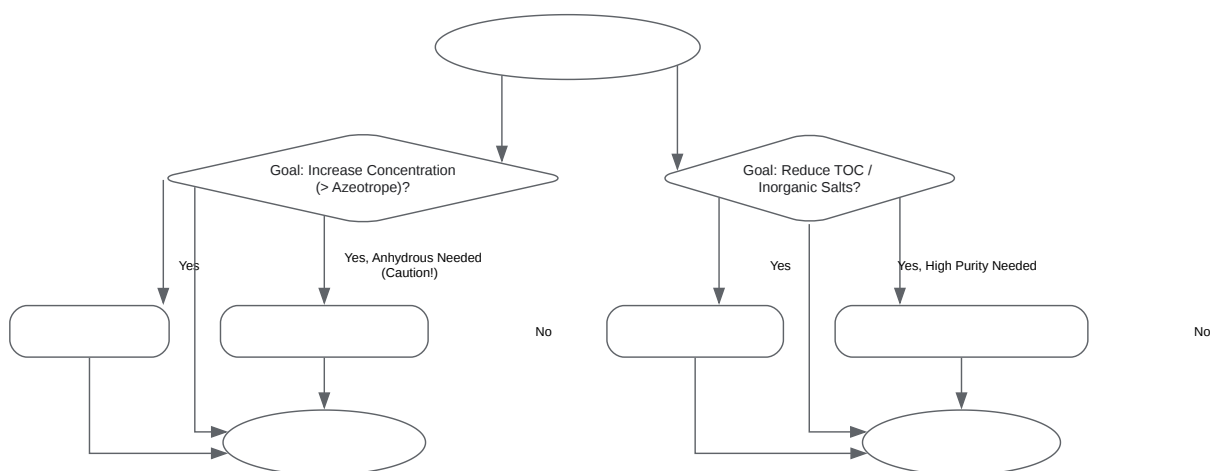 Goal: Increase Concentration
(> Azeotrope)?
Goal: Reduce TOC /
Inorganic Salts?
Yes
Yes, Anhydrous Needed
(Caution!)
Yes
Yes, High Purity Needed
No
No